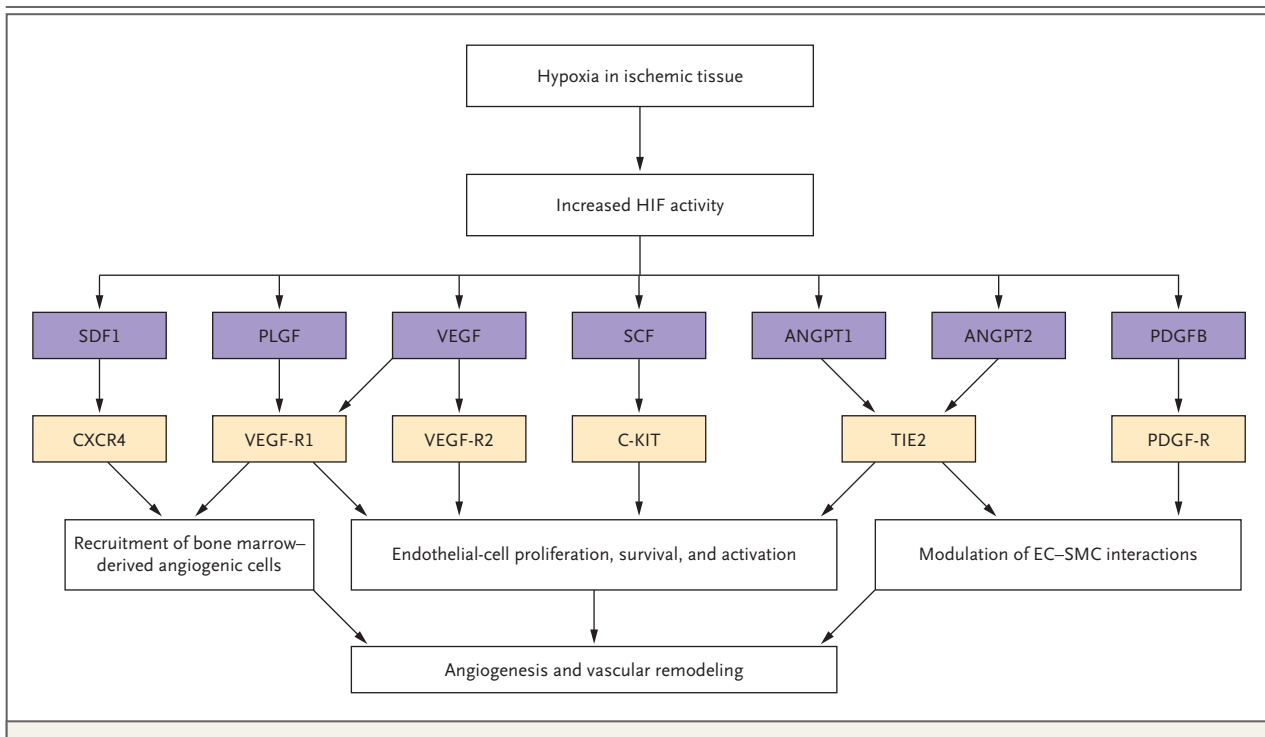 Hypoxia in ischemic tissue
Increased HIF activity
SDF1
PLGF
VEGF
SCF
ANGPT1
ANGPT2
PDGFB
CXCR4
VEGF-R1
VEGF-R2
C-KIT
TIE2
PDGF-R
Recruitment of bone marrow–
derived angiogenic cells
Endothelial-cell proliferation, survival, and activation
Modulation of EC–SMC interactions
Angiogenesis and vascular remodeling